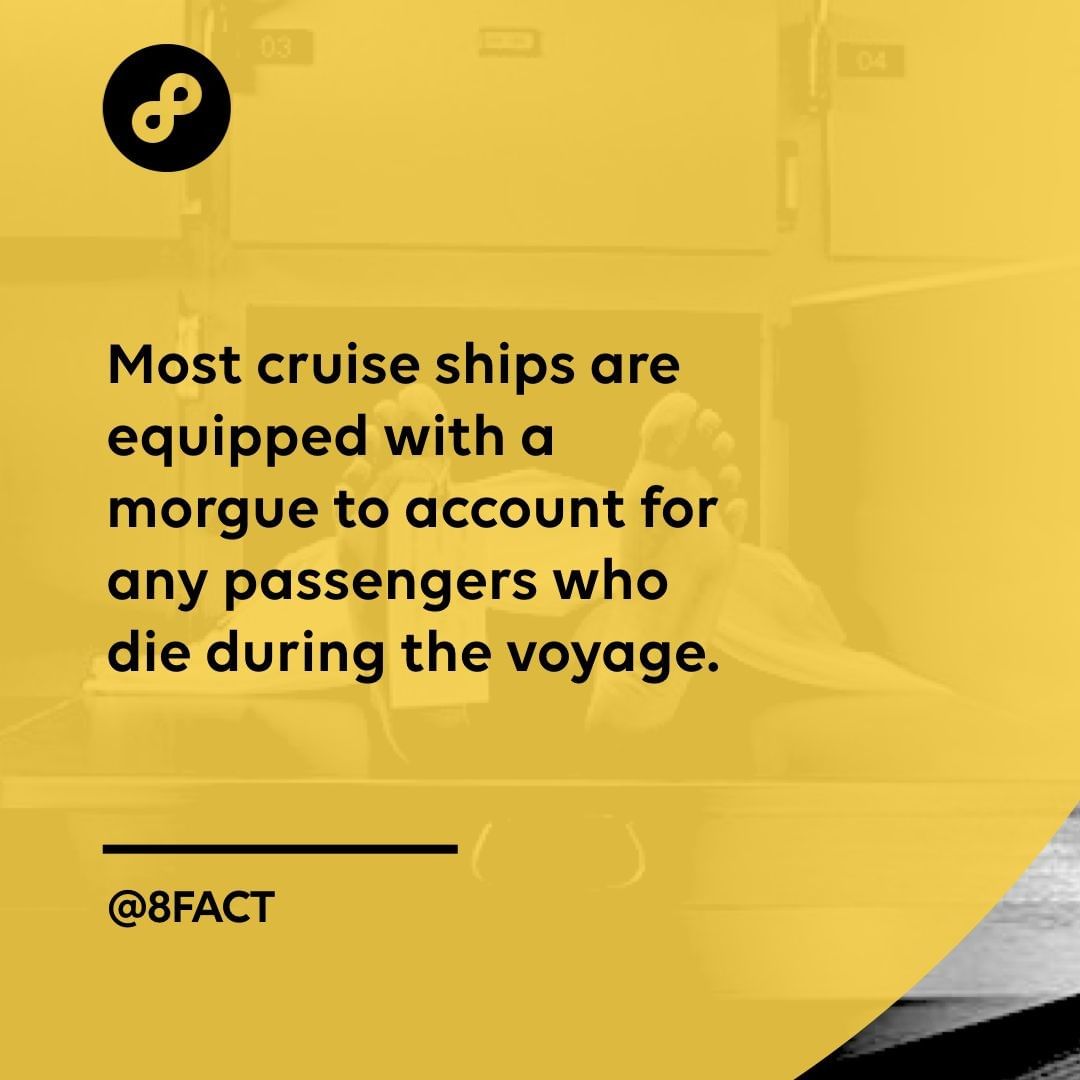 03
04
Most cruise ships are
equipped with a
morgue to account for
any passengers who
die during the voyage.
@8FACT